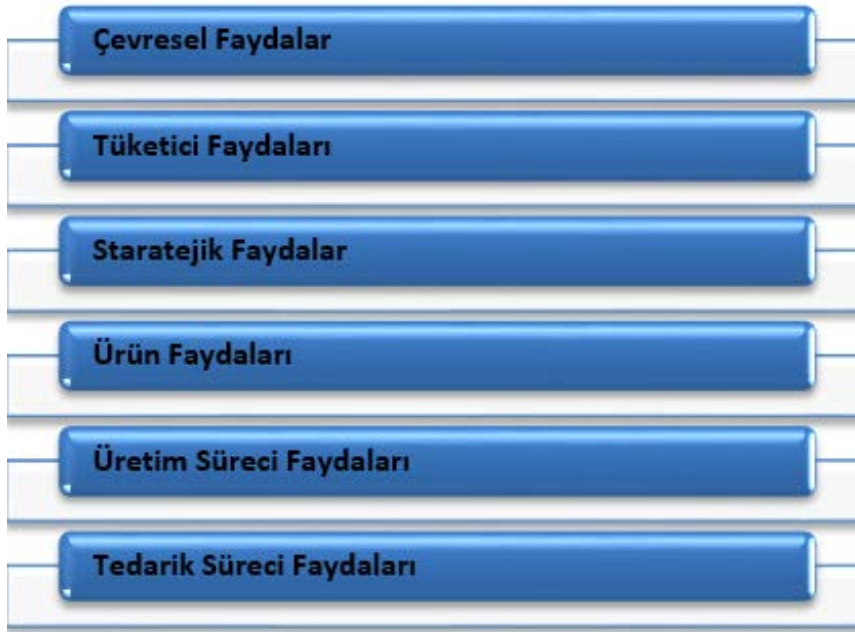 Çevresel Faydalar
Tüketici Faydaları
Staratejik Faydalar
Ürün Faydaları
Üretim Süreci Faydaları
Tedarik Süreci Faydaları